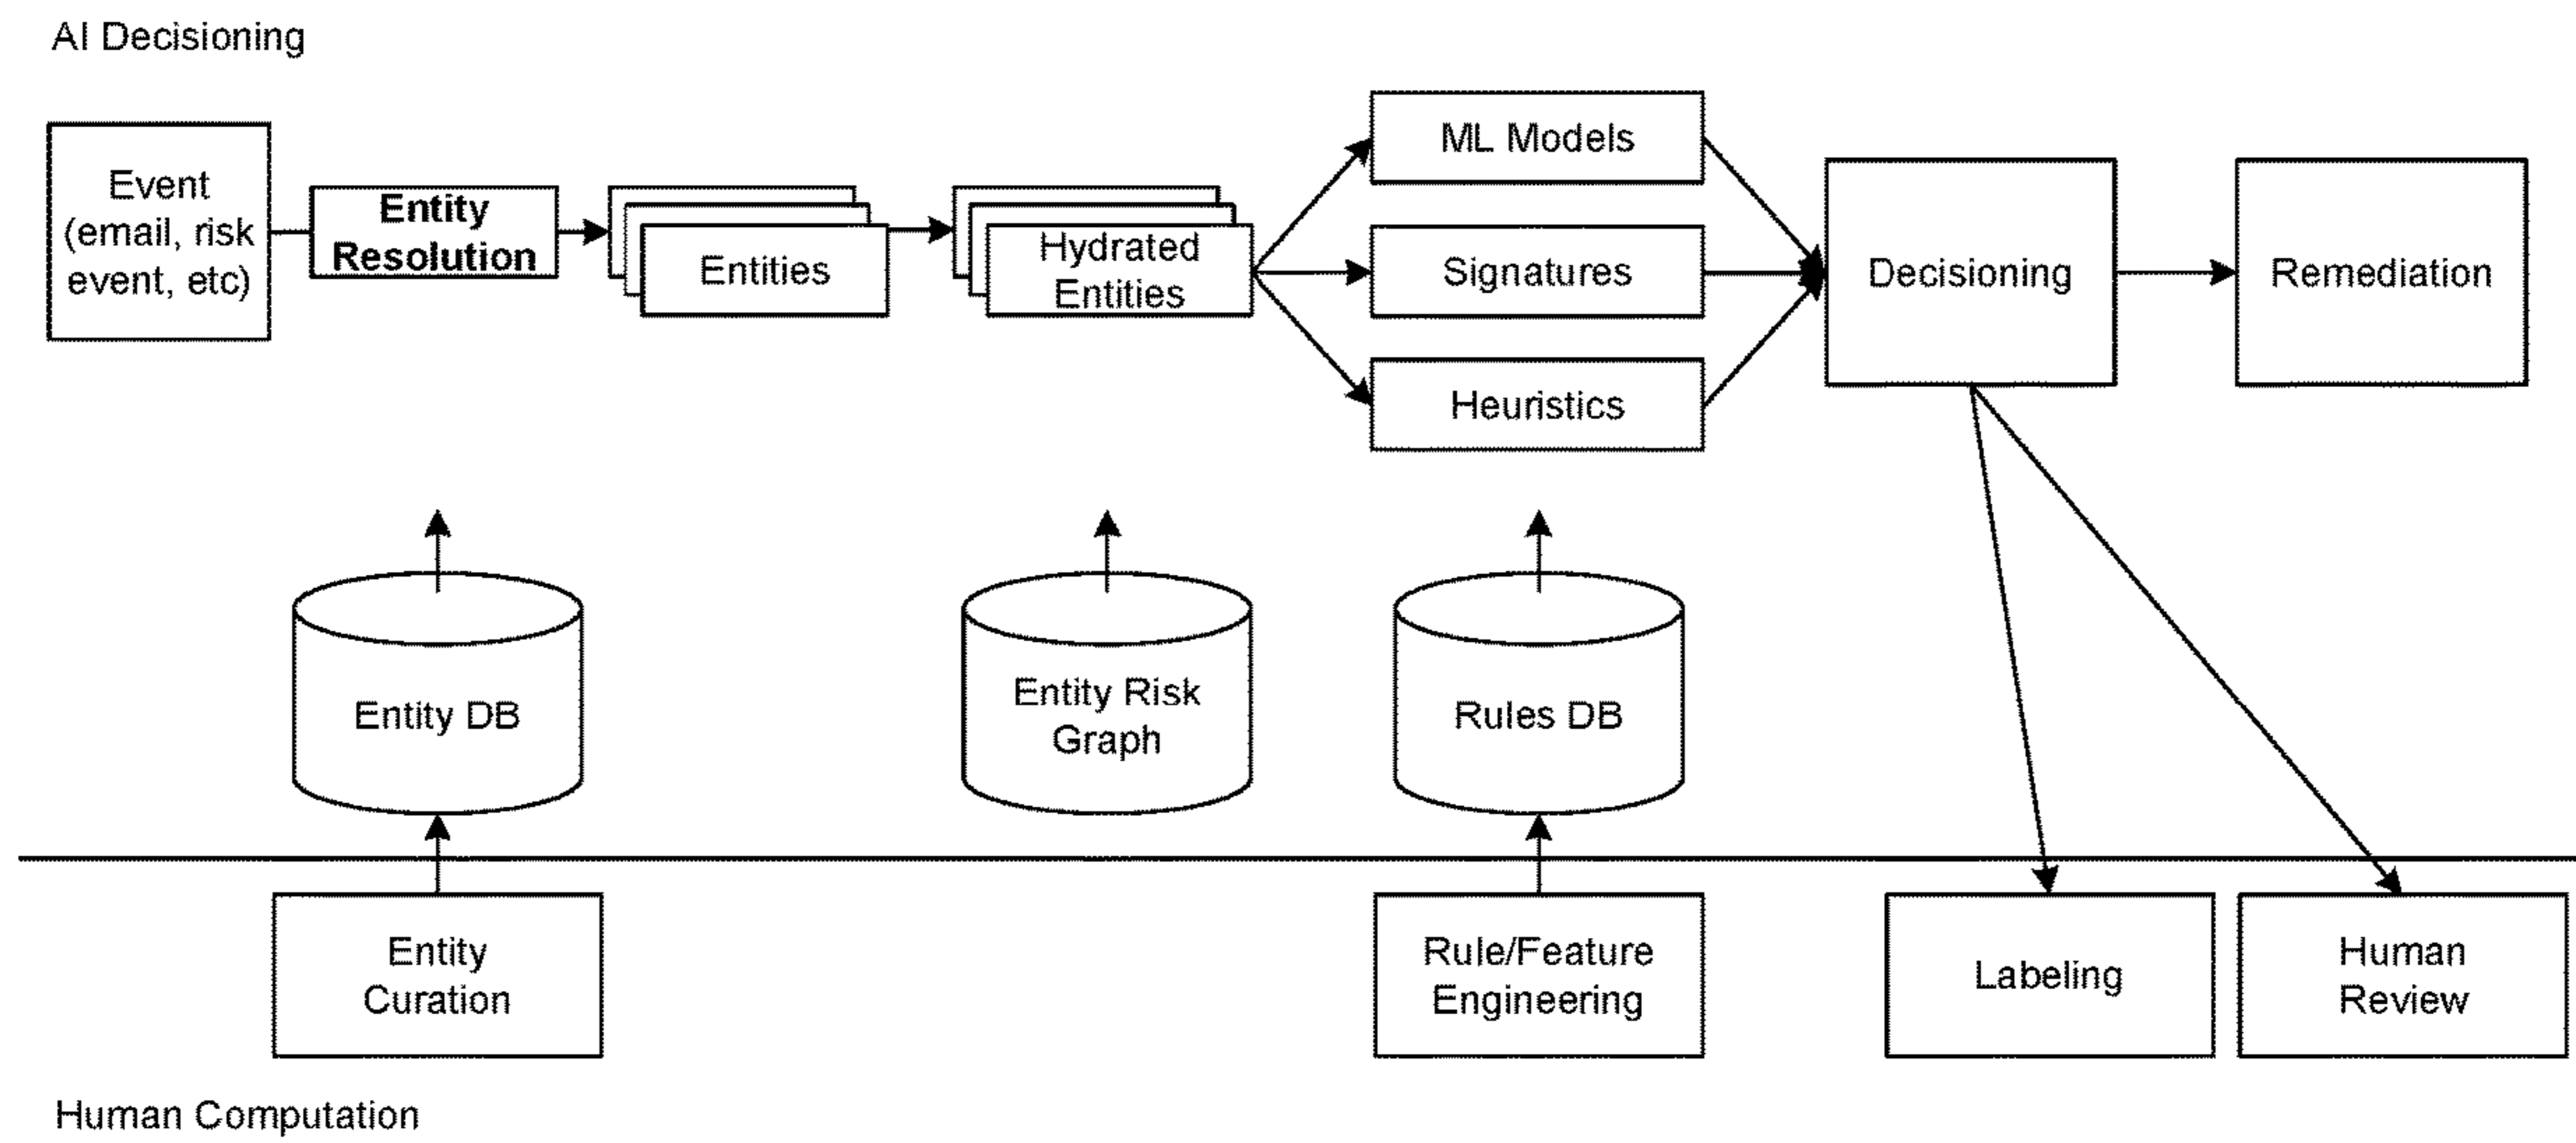 AI Decisioning
Event
(email, risk
event, etc)
Entity
Resolution
Entities
Hydrated
Entities
ML Models
Signatures
Heuristics
Decisioning
Remediation
Entity DB
Entity Risk
Graph
Rules DB
Entity
Curation
Rule/Feature
Engineering
Labeling
Human
Review
Human Computation